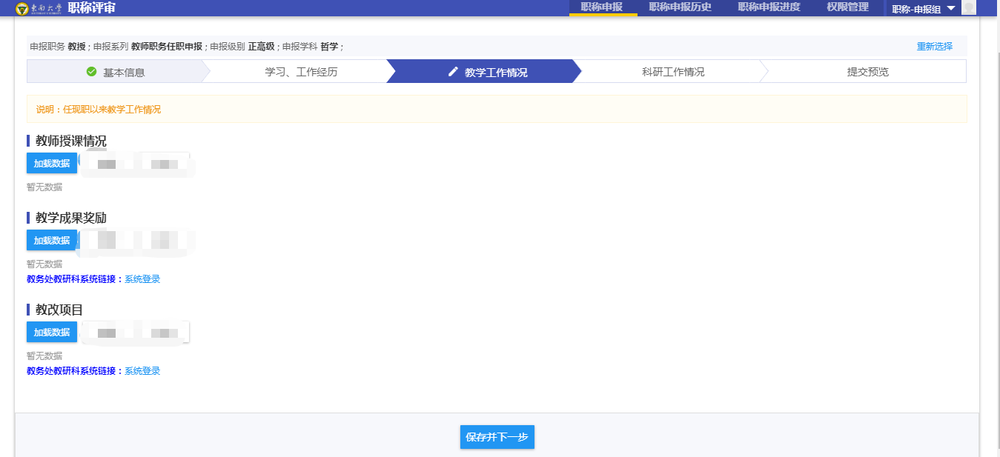 東南大學 职称评审 职称申报 职称申报历史 职称申报进度 权限管理 职称-申报组
申报职务 教授 ; 申报系列 教师职务任职申报 ; 申报级别 正高级 ; 申报学科 哲学 ; 重新选择
基本信息 学习、工作经历 教学工作情况 科研工作情况 提交预览
说明：任现职以来教学工作情况
教师授课情况
加载数据
暂无数据
教学成果奖励
加载数据
暂无数据
教务处教研科系统链接：系统登录
教改项目
加载数据
暂无数据
教务处教研科系统链接：系统登录
保存并下一步